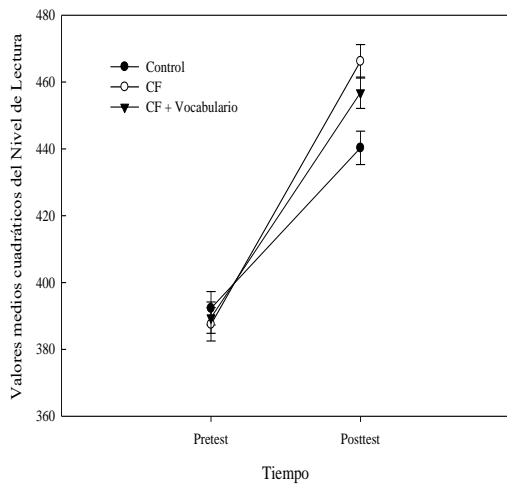 Valores medios cuadráticos del Nivel de Lectura
480
460
440
420
400
380
360
Control
CF
CF + Vocabulario
Pretest
Posttest
Tiempo